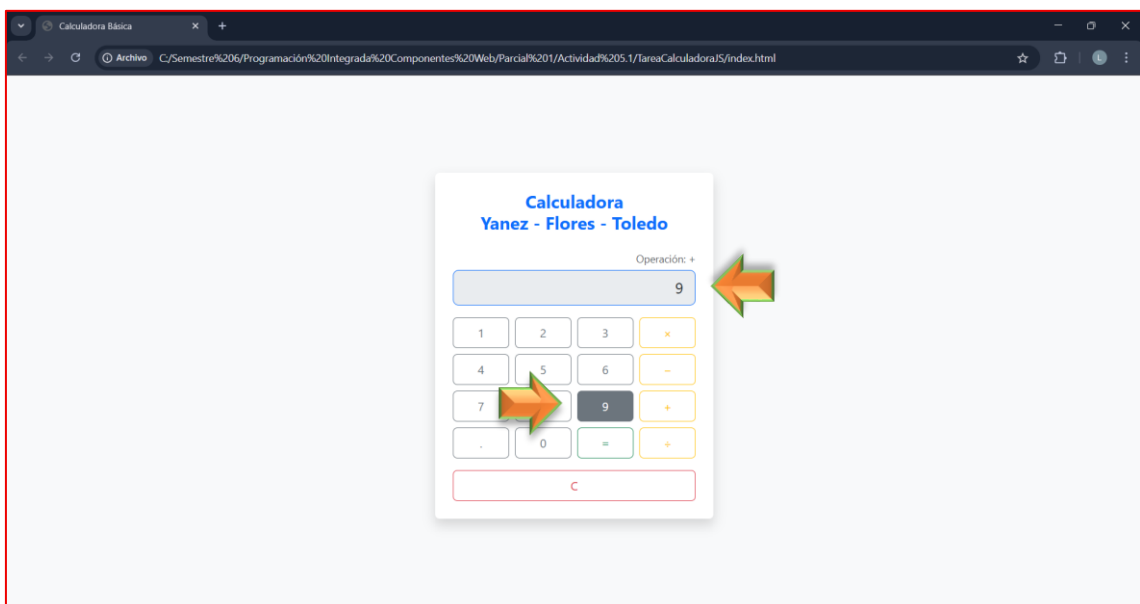 Calculadora Básica
Archivo C:/Semestre%206/Programación%20Integrada%20Componentes%20Web/Parcial%201/Actividad%205.1/TareaCalculadoraJS/index.html
L
Calculadora
Yanez - Flores - Toledo
Operación: +
9
1 2 3 ×
4 5 6 −
7 9 +
. 0 = ÷
C